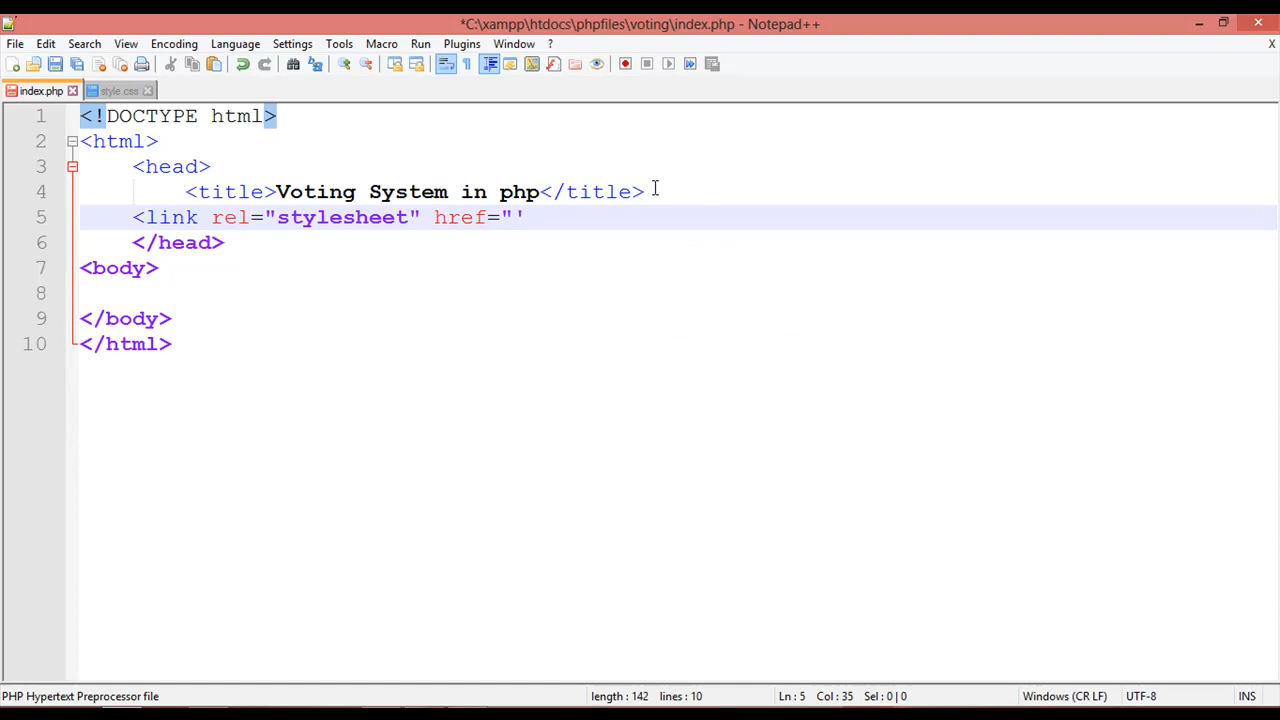 *C:\xampp\htdocs\phpfiles\voting\index.php - Notepad++
File Edit Search View Encoding Language Settings Tools Macro Run Plugins Window ? X
index.php style.css
1 <!DOCTYPE html>
2 <html>
3 <head>
4 <title>Voting System in php</title>
5 <link rel="stylesheet" href="'
6 </head>
7 <body>
8
9 </body>
10 </html>
PHP Hypertext Preprocessor file length : 142 lines : 10 Ln : 5 Col : 35 Sel : 0 | 0 Windows (CR LF) UTF-8 INS